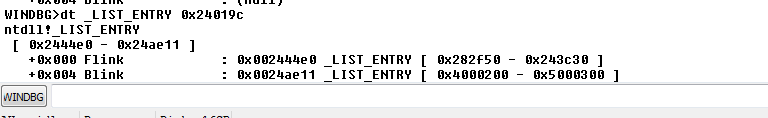 WINDBG>dt _LIST_ENTRY 0x24019c
ntdll!_LIST_ENTRY
[ 0x2444e0 - 0x24ae11 ]
+0x000 Flink : 0x002444e0 _LIST_ENTRY [ 0x282f50 - 0x243c30 ]
+0x004 Blink : 0x0024ae11 _LIST_ENTRY [ 0x4000200 - 0x5000300 ]
WINDBG